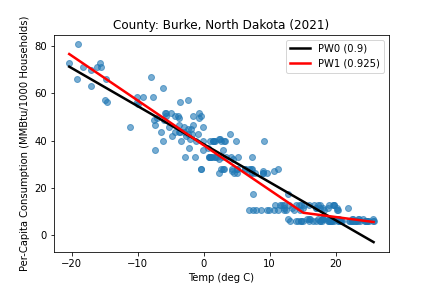 County: Burke, North Dakota (2021)
PW0 (0.9)
PW1 (0.925)
Per-Capita Consumption (MMBtu/1000 Households)
80
60
40
20
0
−20
−10
0
10
20
Temp (deg C)